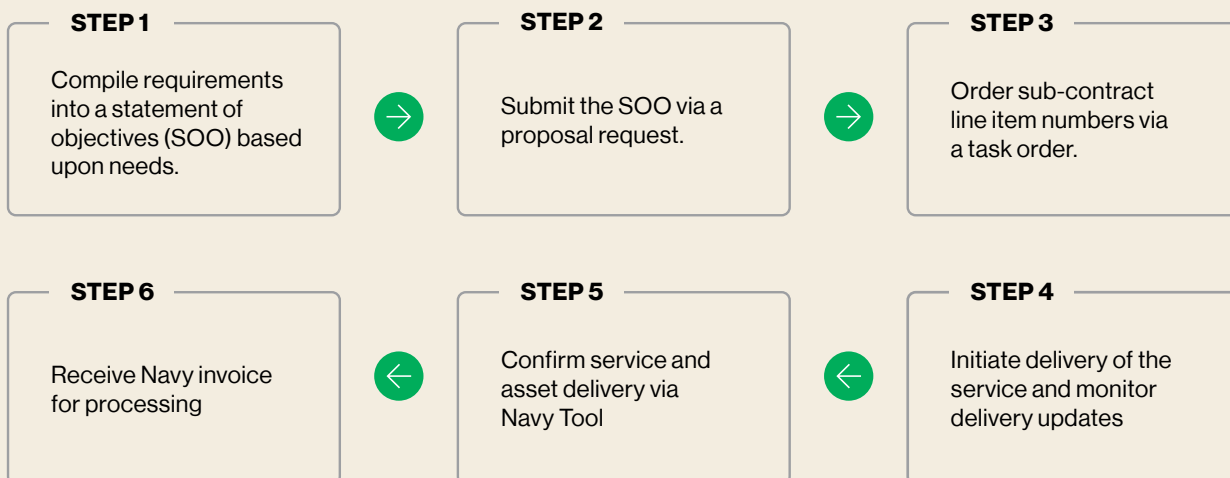 STEP 1
Compile requirements
into a statement of
objectives (SOO) based
upon needs.
STEP 2
Submit the SOO via a
proposal request.
STEP 3
Order sub-contract
line item numbers via
a task order.
STEP 4
Initiate delivery of the
service and monitor
delivery updates
STEP 5
Confirm service and
asset delivery via
Navy Tool
STEP 6
Receive Navy invoice
for processing